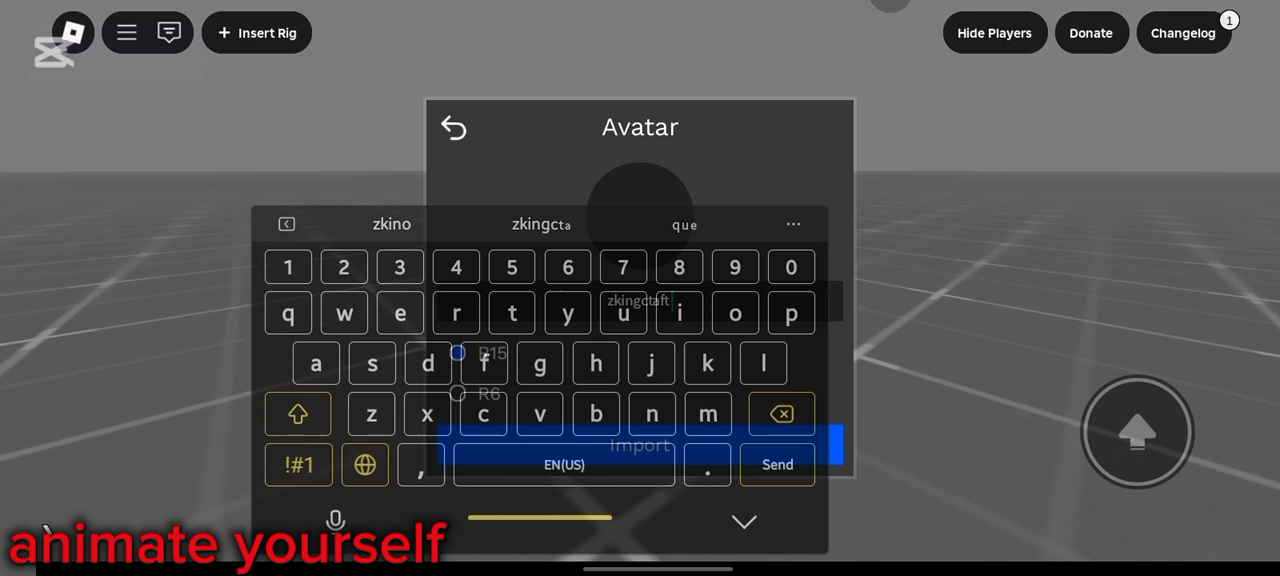 + Insert Rig
Hide Players
Donate
Changelog
1
Avatar
zkino
zkingcta
que
...
1 2 3 4 5 6 7 8 9 0
zkingctaft
q w e r t y u i o p
R15
a s d f g h j k l
R6
z x c v b n m
Import
!#1
,
EN(US)
.
Send
animate yourself